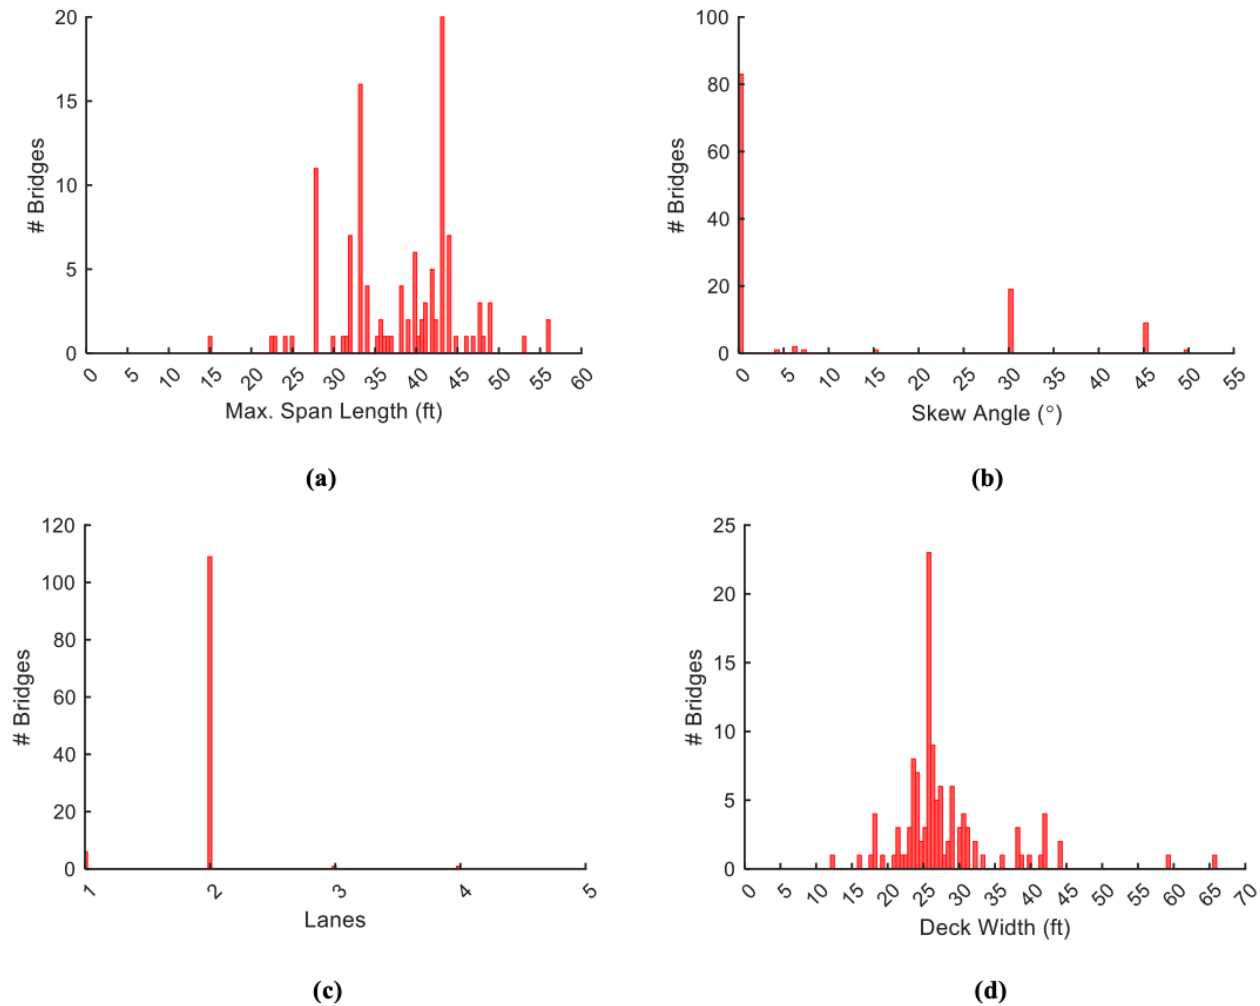 20
15
10
5
0
# Bridges
0 5 10 15 20 25 30 35 40 45 50 55 60
Max. Span Length (ft)
(a)
100
80
60
40
20
0
# Bridges
0 5 10 15 20 25 30 35 40 45 50 55
Skew Angle (°)
(b)
120
100
80
60
40
20
0
# Bridges
1 2 3 4 5
Lanes
(c)
25
20
15
10
5
0
# Bridges
0 5 10 15 20 25 30 35 40 45 50 55 60 65 70
Deck Width (ft)
(d)